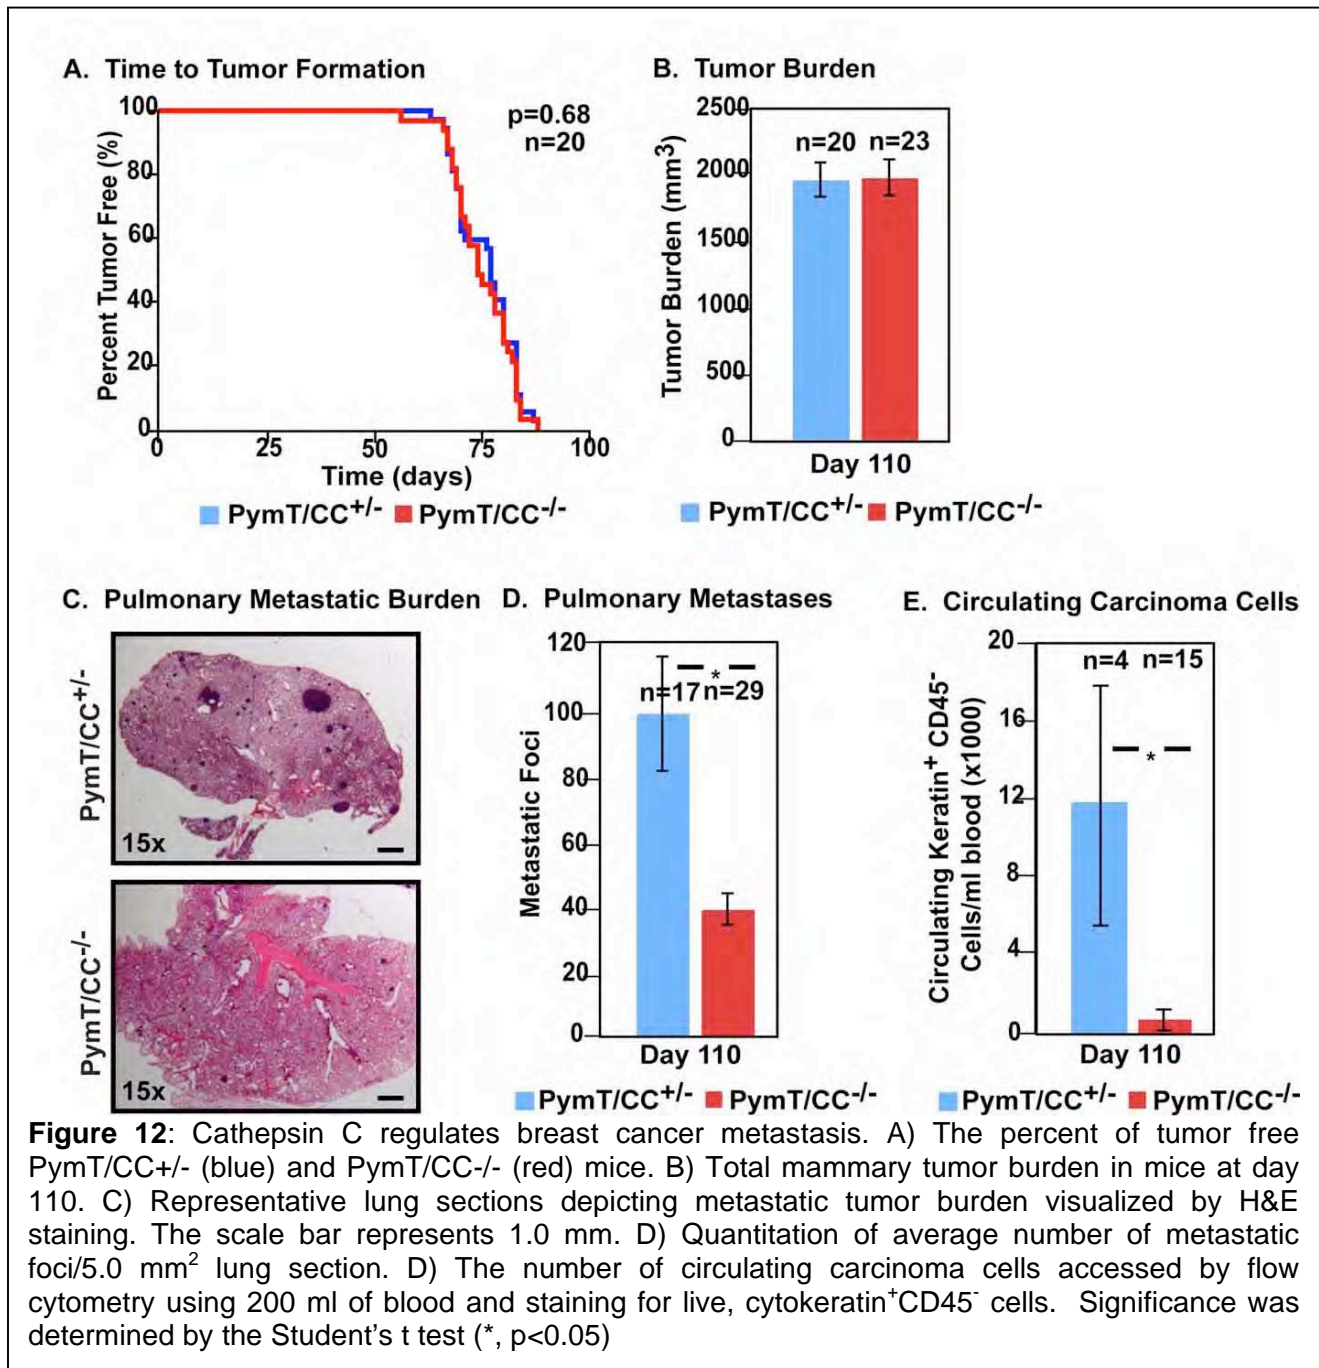 A. Time to Tumor Formation
100
80
60
40
20
0
Percent Tumor Free (%)
p=0.68
n=20
0 25 50 75 100
Time (days)
PymT/CC+/- PymT/CC-/-
B. Tumor Burden
2500
2000
1500
1000
500
0
Tumor Burden (mm3)
n=20 n=23
Day 110
PymT/CC+/- PymT/CC-/-
C. Pulmonary Metastatic Burden
PymT/CC+/-
15x
PymT/CC-/-
15x
D. Pulmonary Metastases
120
100
80
60
40
20
0
Metastatic Foci
*
n=17 n=29
Day 110
PymT/CC+/- PymT/CC-/-
E. Circulating Carcinoma Cells
20
16
12
8
4
0
Circulating Keratin+ CD45-
Cells/ml blood (x1000)
n=4 n=15
*
Day 110
PymT/CC+/- PymT/CC-/-
Figure 12: Cathepsin C regulates breast cancer metastasis. A) The percent of tumor free
PymT/CC+/- (blue) and PymT/CC-/- (red) mice. B) Total mammary tumor burden in mice at day
110. C) Representative lung sections depicting metastatic tumor burden visualized by H&E
staining. The scale bar represents 1.0 mm. D) Quantitation of average number of metastatic
foci/5.0 mm2 lung section. D) The number of circulating carcinoma cells accessed by flow
cytometry using 200 ml of blood and staining for live, cytokeratin+CD45- cells. Significance was
determined by the Student's t test (*, p<0.05)